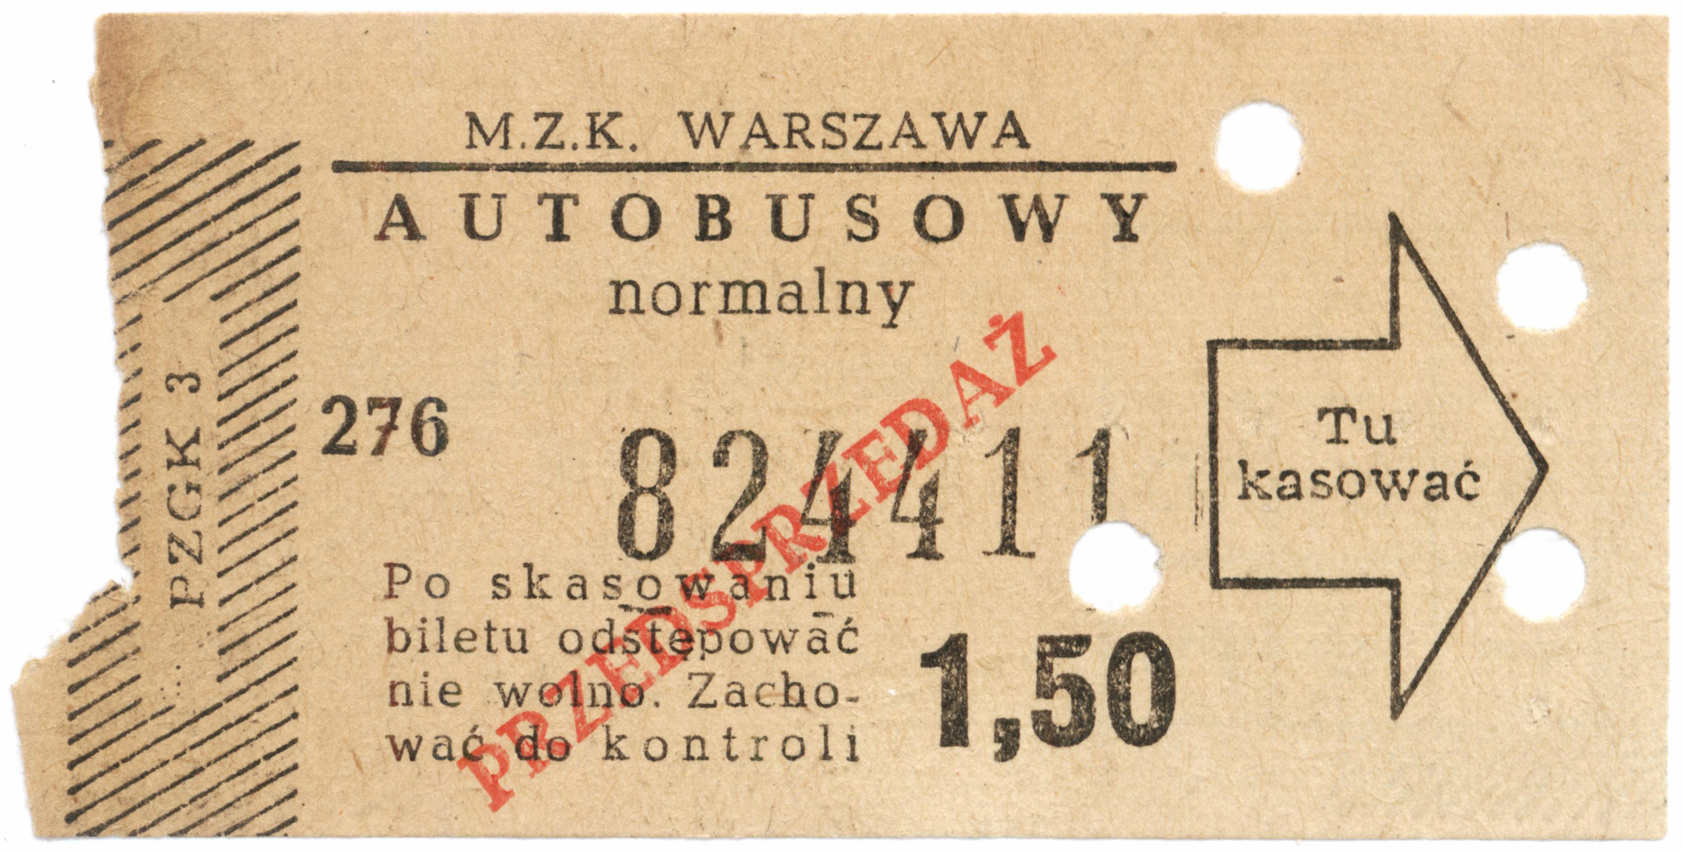 M.Z.K. WARSZAWA
AUTOBUSOWY
normalny
PZGK 3
276
824411
PRZEDSPRZEDAŻ
Po skasowaniu
biletu odstępować
nie wolno. Zacho-
wać do kontroli
1,50
Tu
kasować